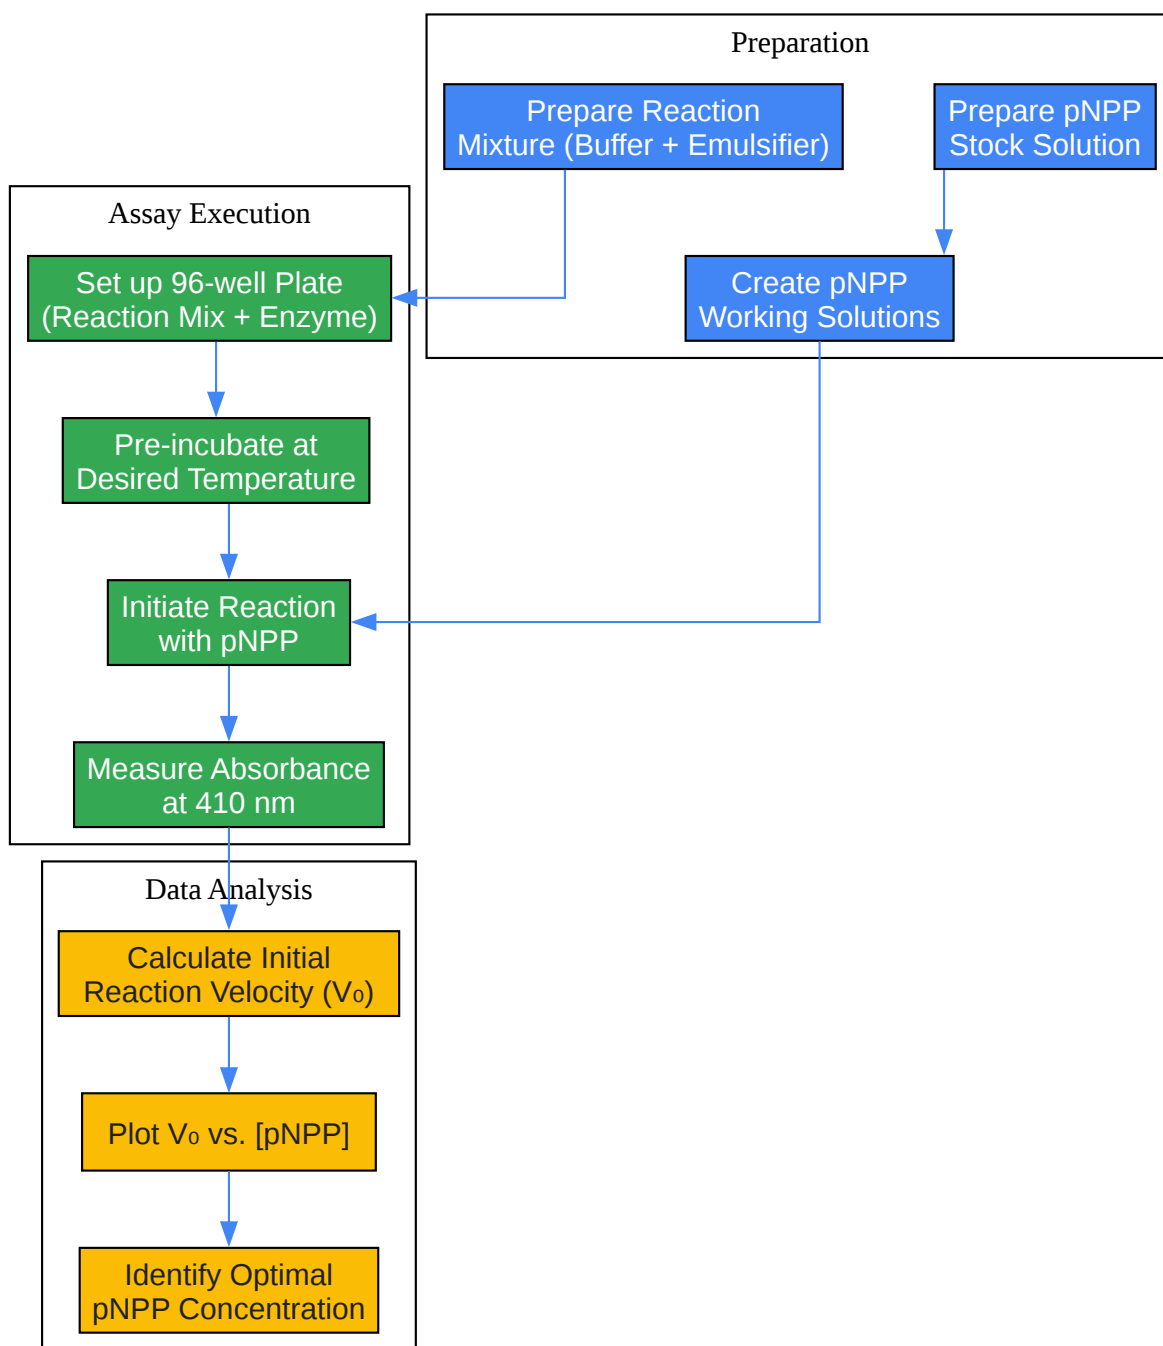 Preparation
Prepare Reaction
Mixture (Buffer + Emulsifier)
Prepare pNPP
Stock Solution
Create pNPP
Working Solutions
Assay Execution
Set up 96-well Plate
(Reaction Mix + Enzyme)
Pre-incubate at
Desired Temperature
Initiate Reaction
with pNPP
Measure Absorbance
at 410 nm
Data Analysis
Calculate Initial
Reaction Velocity (V₀)
Plot V₀ vs. [pNPP]
Identify Optimal
pNPP Concentration